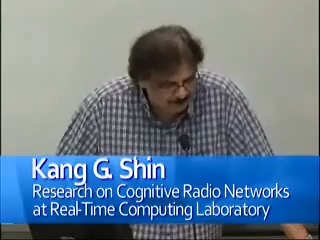 Kang G. Shin
Research on Cognitive Radio Networks
at Real-Time Computing Laboratory